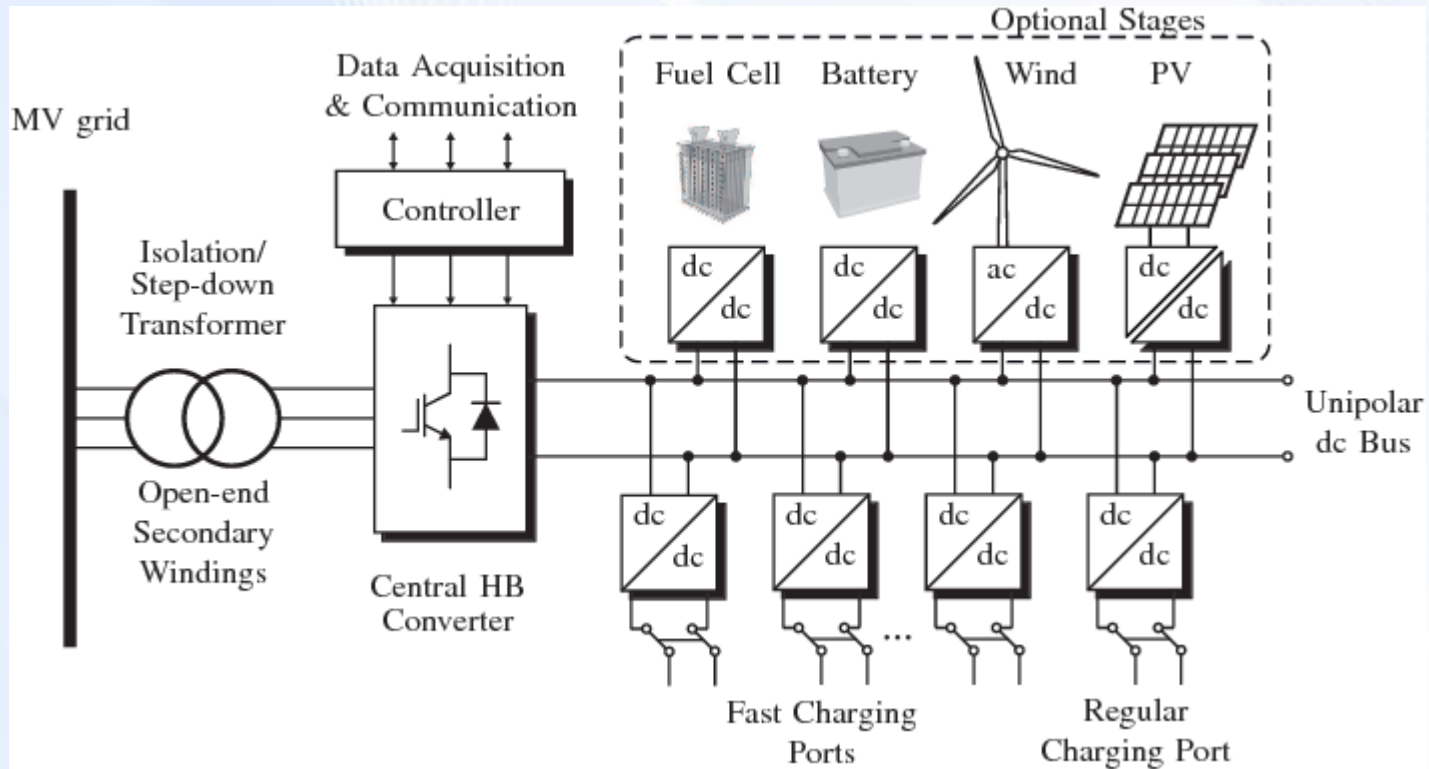 Optional Stages
Data Acquisition
& Communication
Fuel Cell
Battery
Wind
PV
MV grid
Controller
Isolation/
Step-down
Transformer
dc
dc
dc
dc
ac
dc
dc
dc
Unipolar
dc Bus
Open-end
Secondary
Windings
Central HB
Converter
dc
dc
dc
dc
dc
dc
dc
dc
...
Fast Charging
Ports
Regular
Charging Port